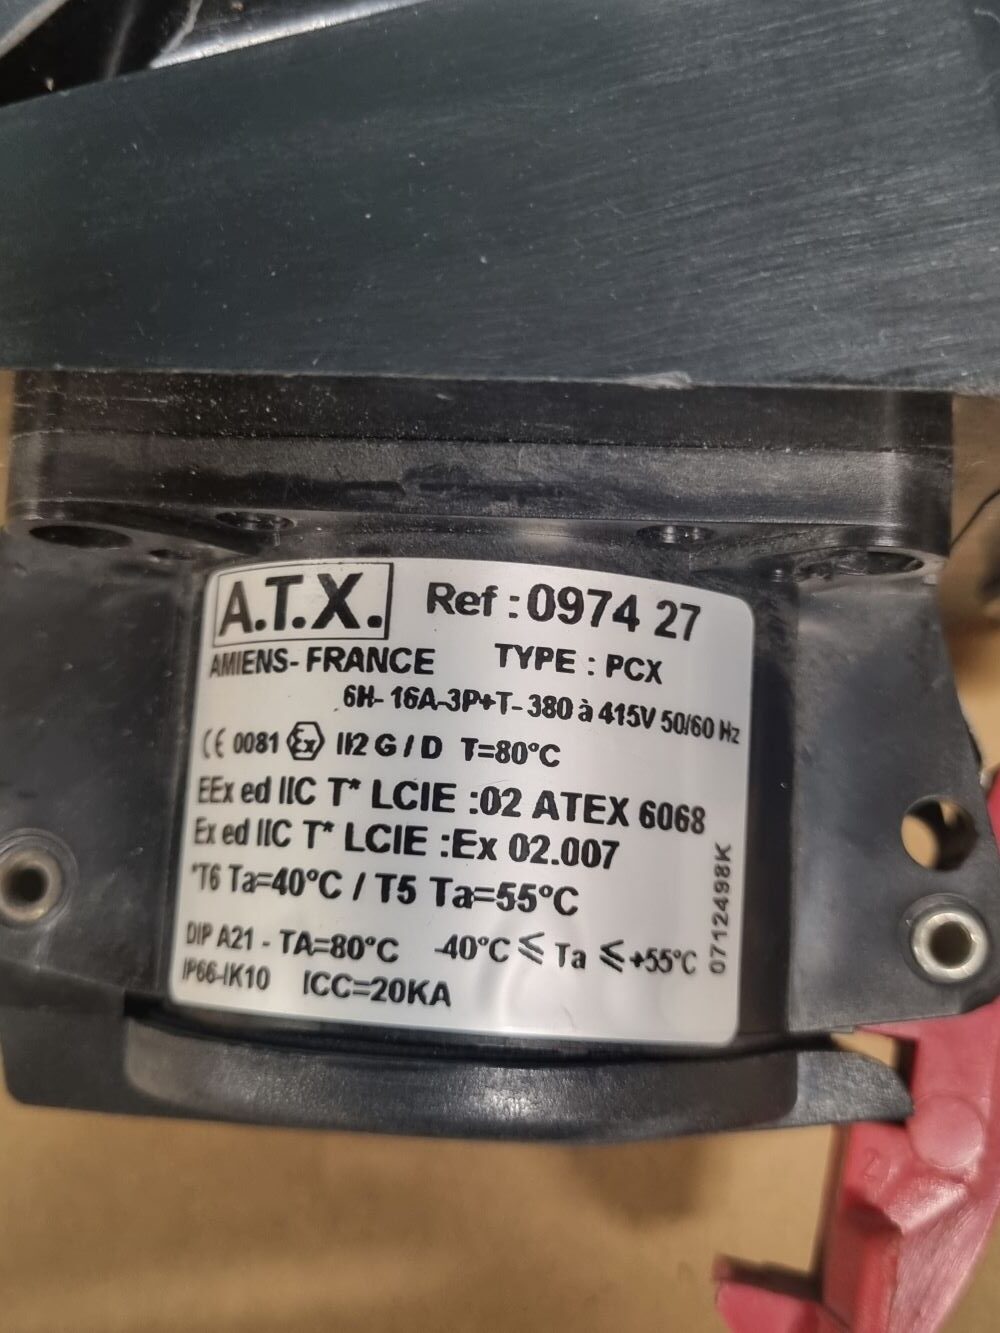 A.T.X. Ref : 0974 27
AMIENS- FRANCE TYPE : PCX
6H- 16A-3P+T- 380 à 415V 50/60 Hz
CE 0081 Ex II2 G / D T=80°C
EEx ed IIC T* LCIE :02 ATEX 6068
Ex ed IIC T* LCIE :Ex 02.007
*T6 Ta=40°C / T5 Ta=55°C
DIP A21 - TA=80°C -40°C ≤ Ta ≤ +55°C
IP66-IK10 ICC=20KA
0712498K
2